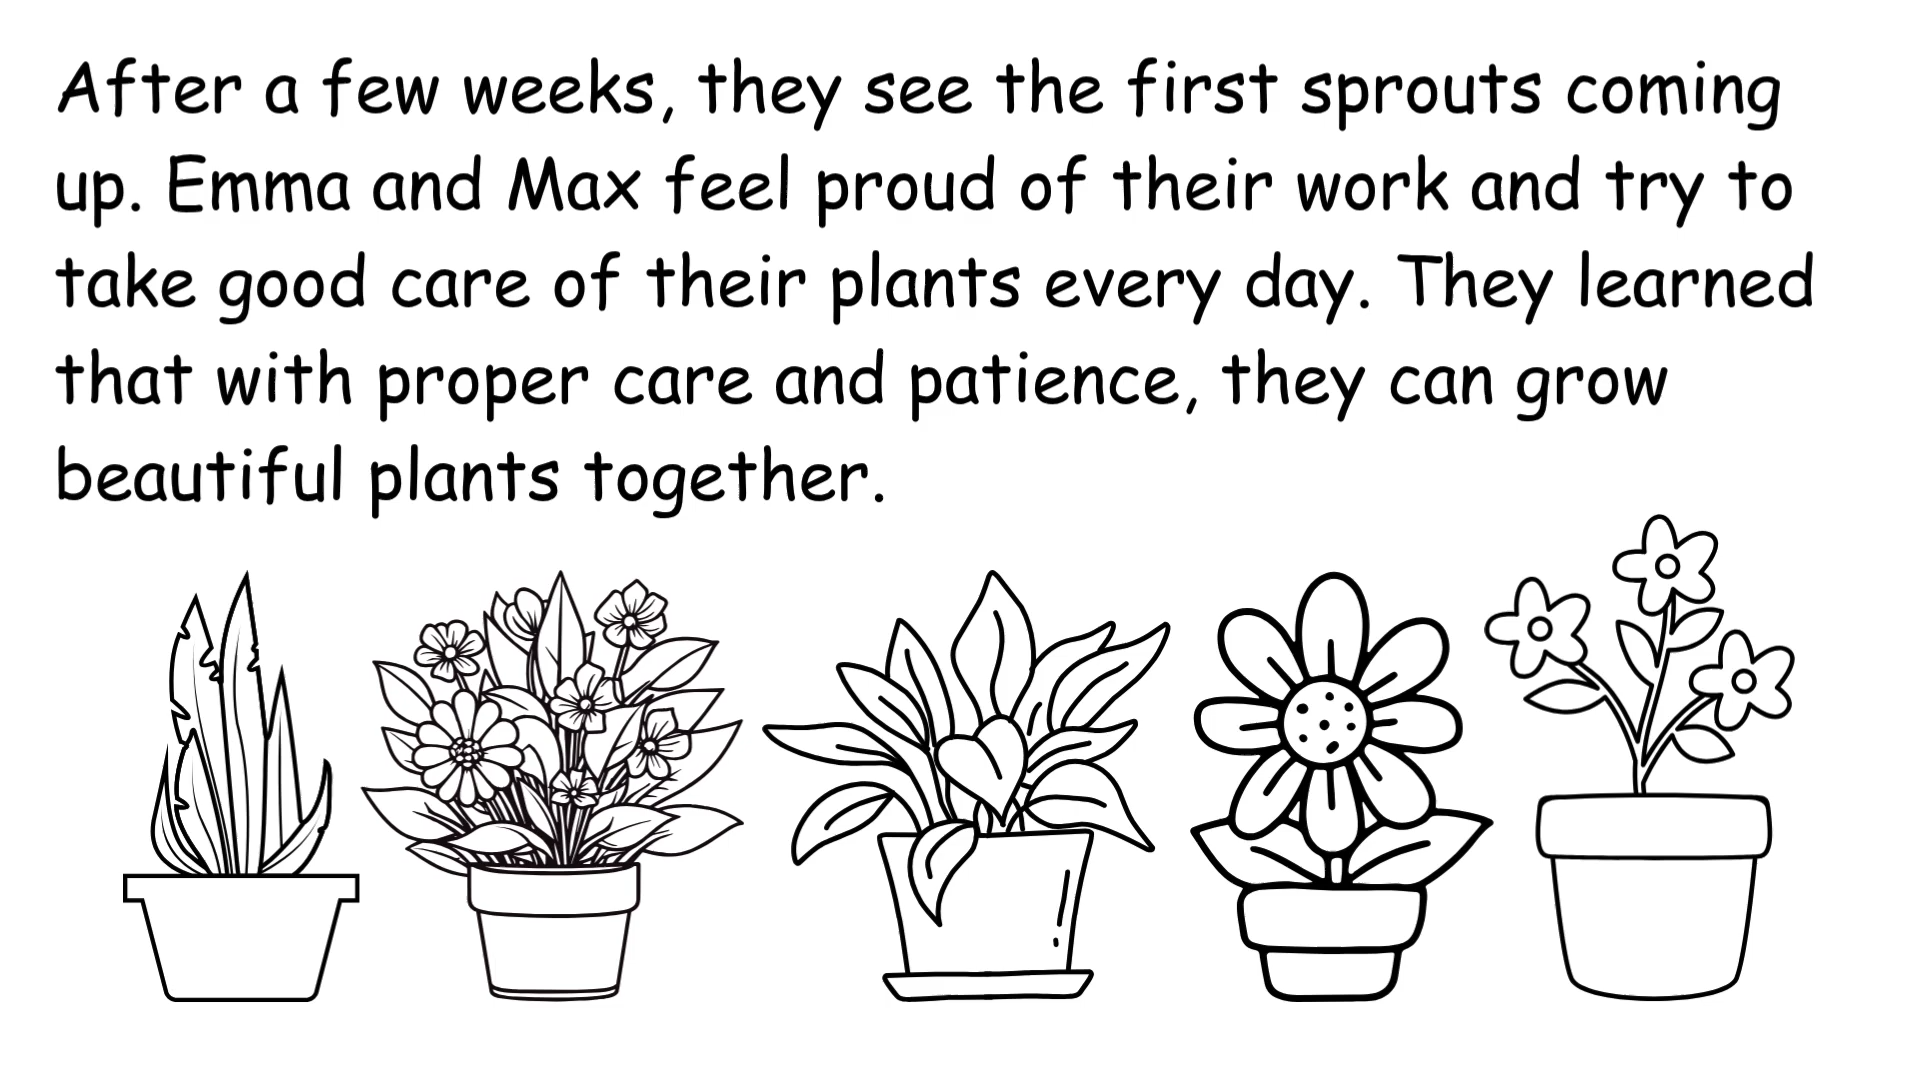 After a few weeks, they see the first sprouts coming
up. Emma and Max feel proud of their work and try to
take good care of their plants every day. They learned
that with proper care and patience, they can grow
beautiful plants together.